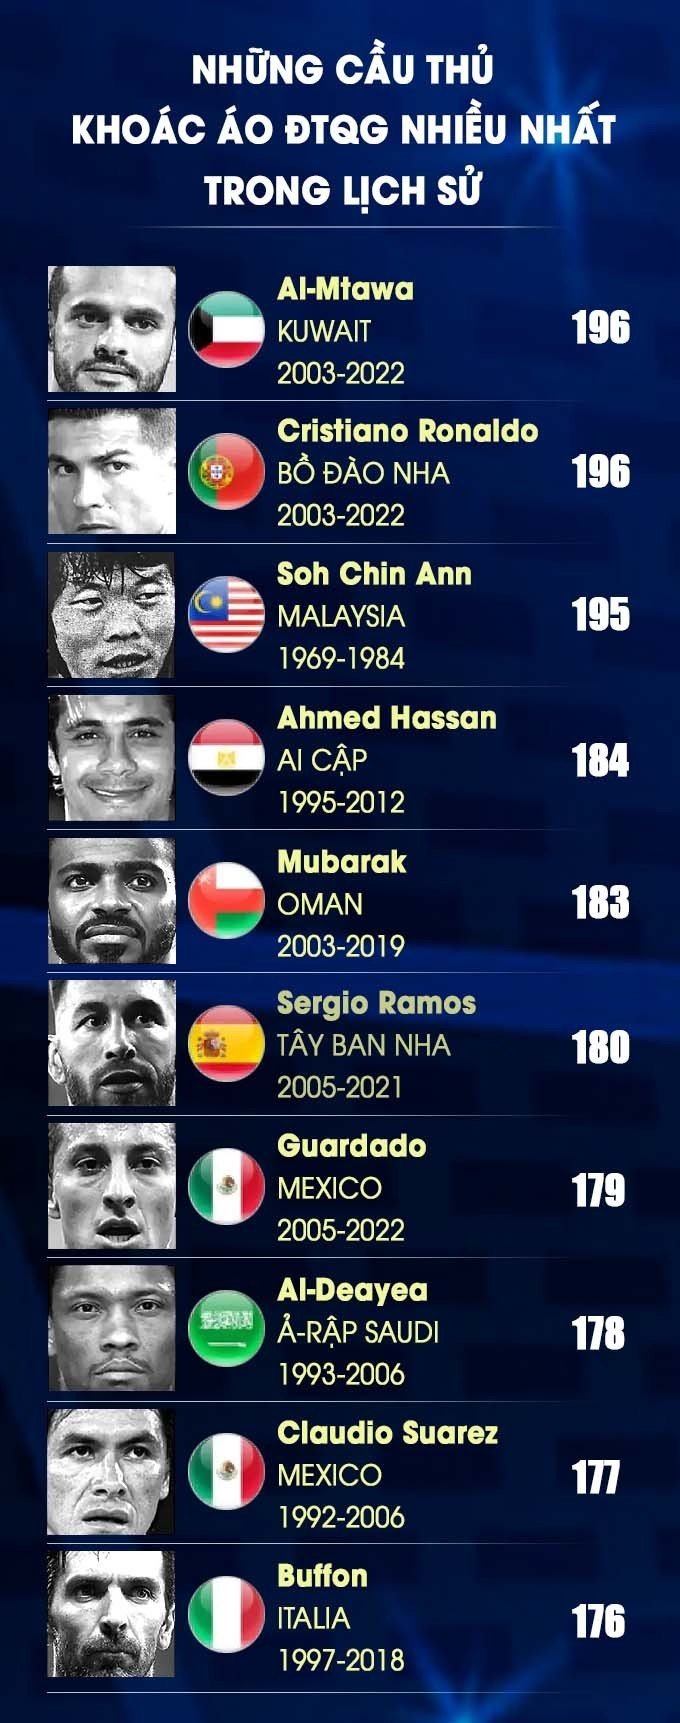 NHỮNG CẦU THỦ
KHOÁC ÁO ĐTQG NHIỀU NHẤT
TRONG LỊCH SỬ
Al-Mtawa
KUWAIT
2003-2022
196
Cristiano Ronaldo
BỒ ĐÀO NHA
2003-2022
196
Soh Chin Ann
MALAYSIA
1969-1984
195
Ahmed Hassan
AI CẬP
1995-2012
184
Mubarak
OMAN
2003-2019
183
Sergio Ramos
TÂY BAN NHA
2005-2021
180
Guardado
MEXICO
2005-2022
179
Al-Deayea
Ả-RẬP SAUDI
1993-2006
178
Claudio Suarez
MEXICO
1992-2006
177
Buffon
ITALIA
1997-2018
176